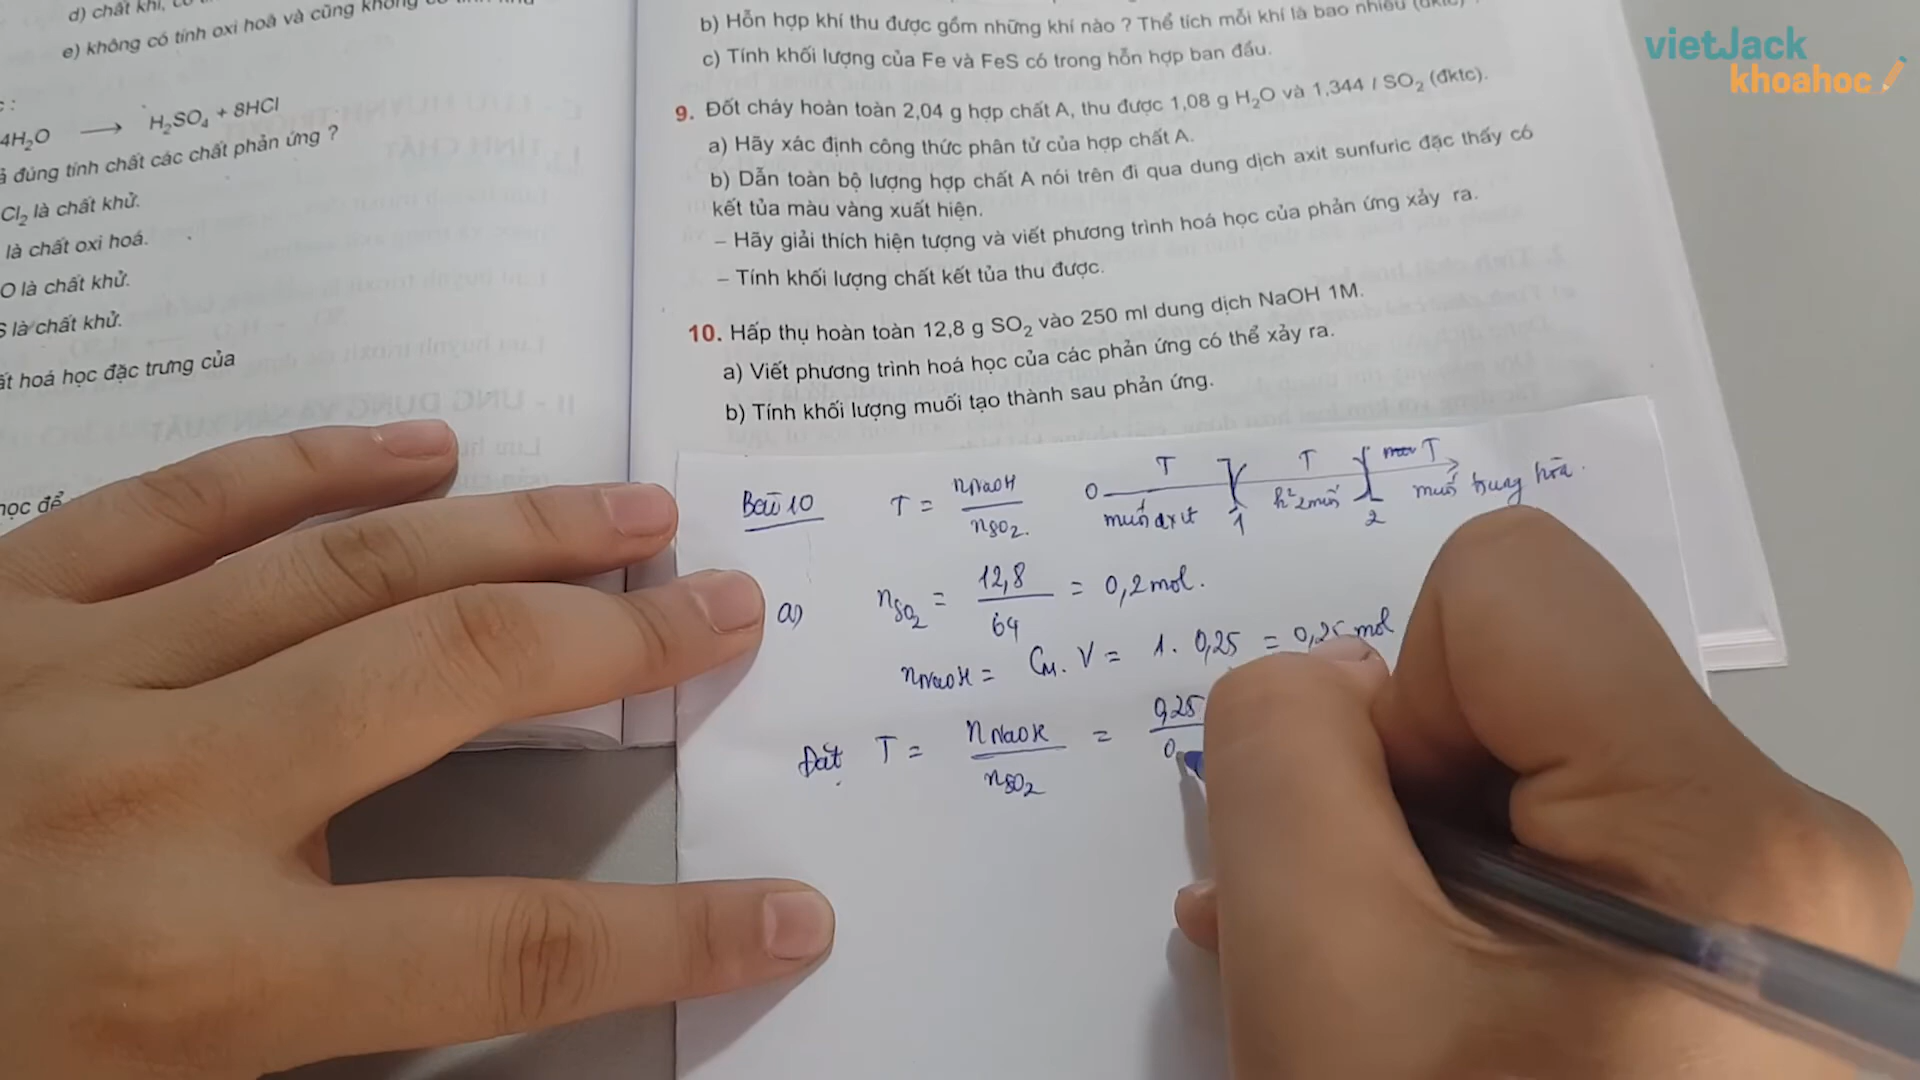 d) chất khí,
e) không có tính oxi hoá và cũng không
4H2O ⟶ H2SO4 + 8HCl
đúng tính chất các chất phản ứng ?
Cl2 là chất khử.
là chất oxi hoá.
O là chất khử.
S là chất khử.
ất hoá học đặc trưng của
học để
b) Hỗn hợp khí thu được gồm những khí nào ? Thể tích mỗi khí là bao nhiêu (đktc)
c) Tính khối lượng của Fe và FeS có trong hỗn hợp ban đầu.
9. Đốt cháy hoàn toàn 2,04 g hợp chất A, thu được 1,08 g H2O và 1,344 l SO2 (đktc).
a) Hãy xác định công thức phân tử của hợp chất A.
b) Dẫn toàn bộ lượng hợp chất A nói trên đi qua dung dịch axit sunfuric đặc thấy có
kết tủa màu vàng xuất hiện.
– Hãy giải thích hiện tượng và viết phương trình hoá học của phản ứng xảy ra.
– Tính khối lượng chất kết tủa thu được.
10. Hấp thụ hoàn toàn 12,8 g SO2 vào 250 ml dung dịch NaOH 1M.
a) Viết phương trình hoá học của các phản ứng có thể xảy ra.
b) Tính khối lượng muối tạo thành sau phản ứng.
Bài 10 T = nNaOH / nSO2. 0 T T T
muối axit 1 h2 2 muối 2 muối trung hòa.
a) nSO2 = 12,8 / 64 = 0,2 mol.
nNaOH = CM. V = 1. 0,25 = 0,25 mol
Đặt T = nNaOH / nSO2 = 0,25 / 0,
vietJack
khoahoc